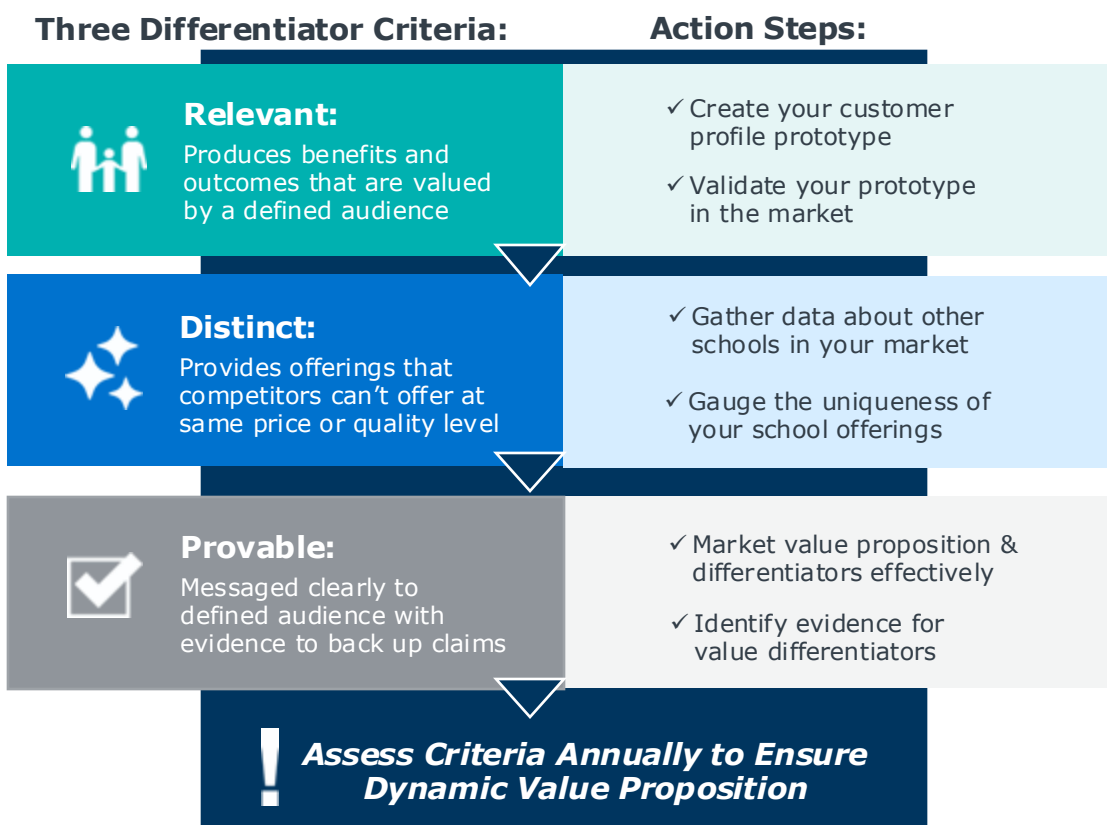 Three Differentiator Criteria:
Action Steps:
Relevant:
Produces benefits and
outcomes that are valued
by a defined audience
✓ Create your customer
profile prototype
✓ Validate your prototype
in the market
Distinct:
Provides offerings that
competitors can’t offer at
same price or quality level
✓ Gather data about other
schools in your market
✓ Gauge the uniqueness of
your school offerings
Provable:
Messaged clearly to
defined audience with
evidence to back up claims
✓ Market value proposition &
differentiators effectively
✓ Identify evidence for
value differentiators
! Assess Criteria Annually to Ensure
Dynamic Value Proposition